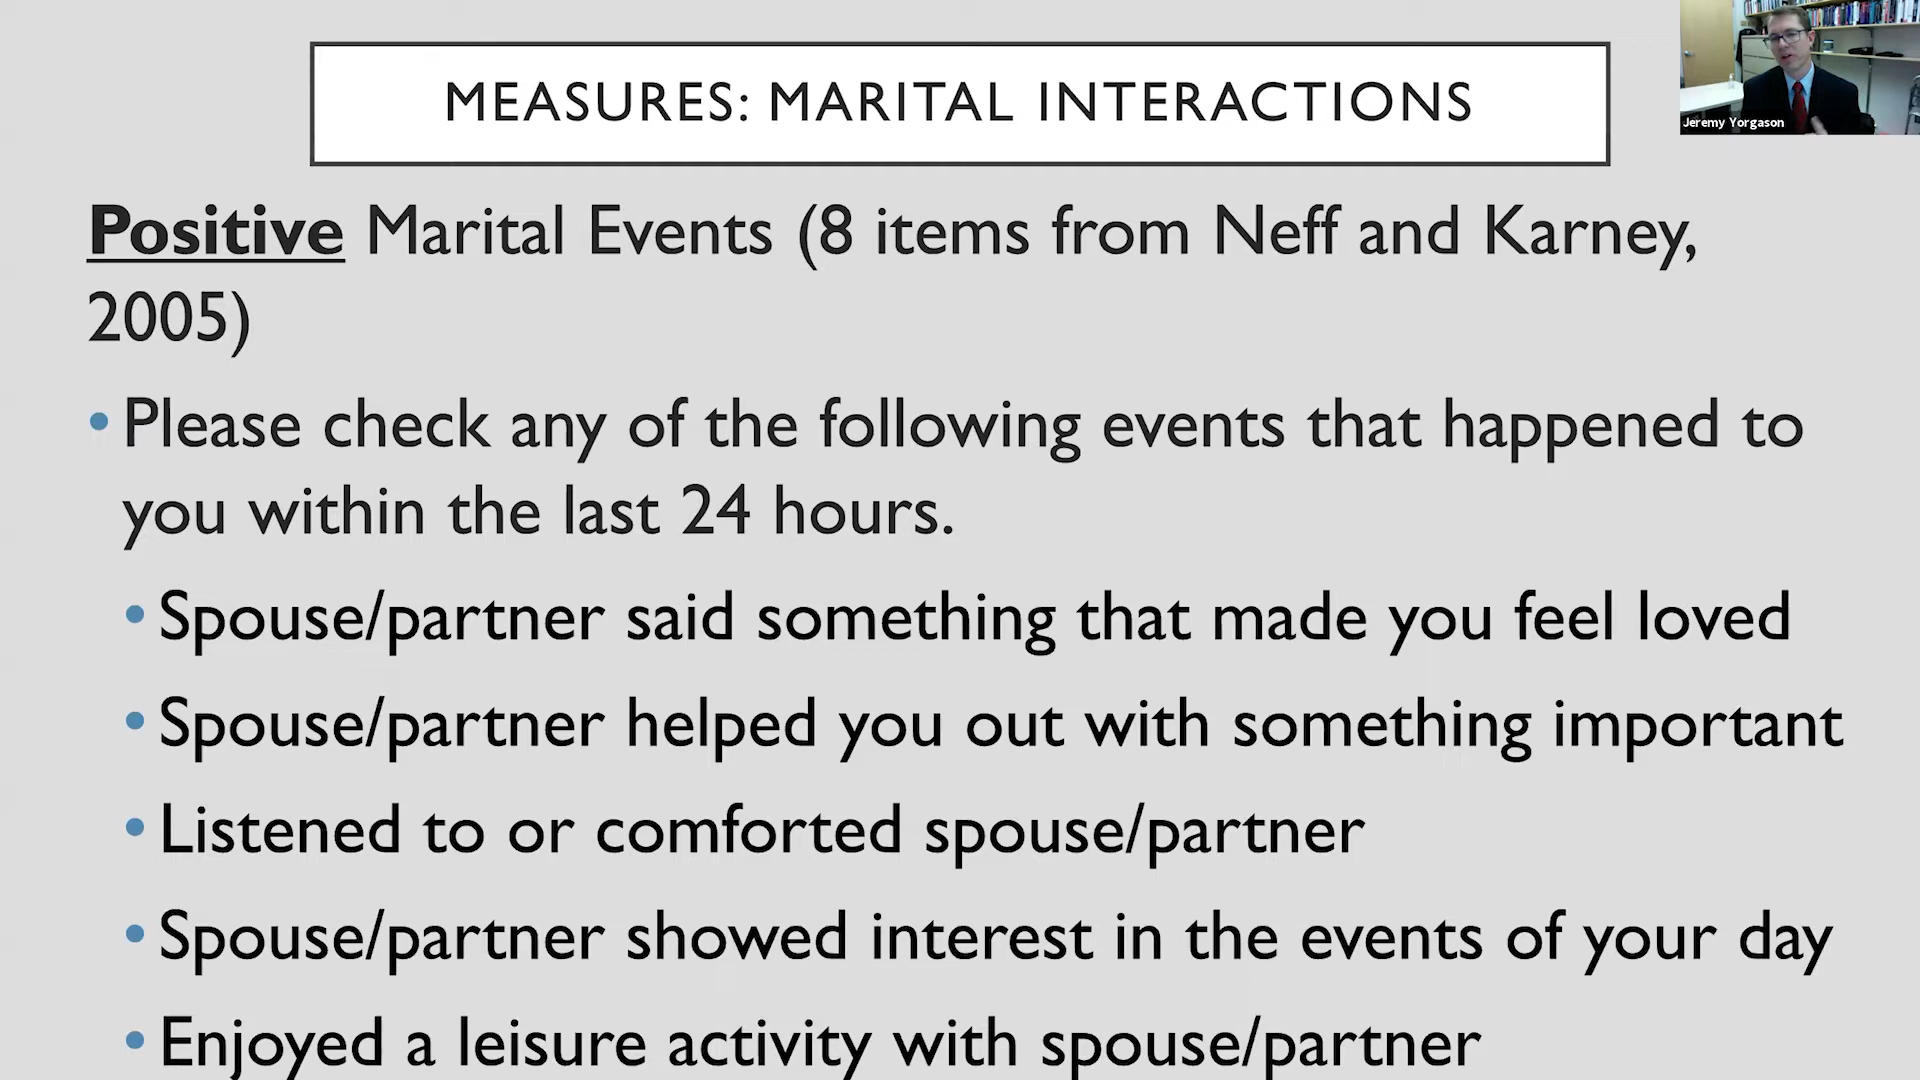 MEASURES: MARITAL INTERACTIONS
Jeremy Yorgason
Positive Marital Events (8 items from Neff and Karney,
2005)
• Please check any of the following events that happened to
you within the last 24 hours.
• Spouse/partner said something that made you feel loved
• Spouse/partner helped you out with something important
• Listened to or comforted spouse/partner
• Spouse/partner showed interest in the events of your day
• Enjoyed a leisure activity with spouse/partner